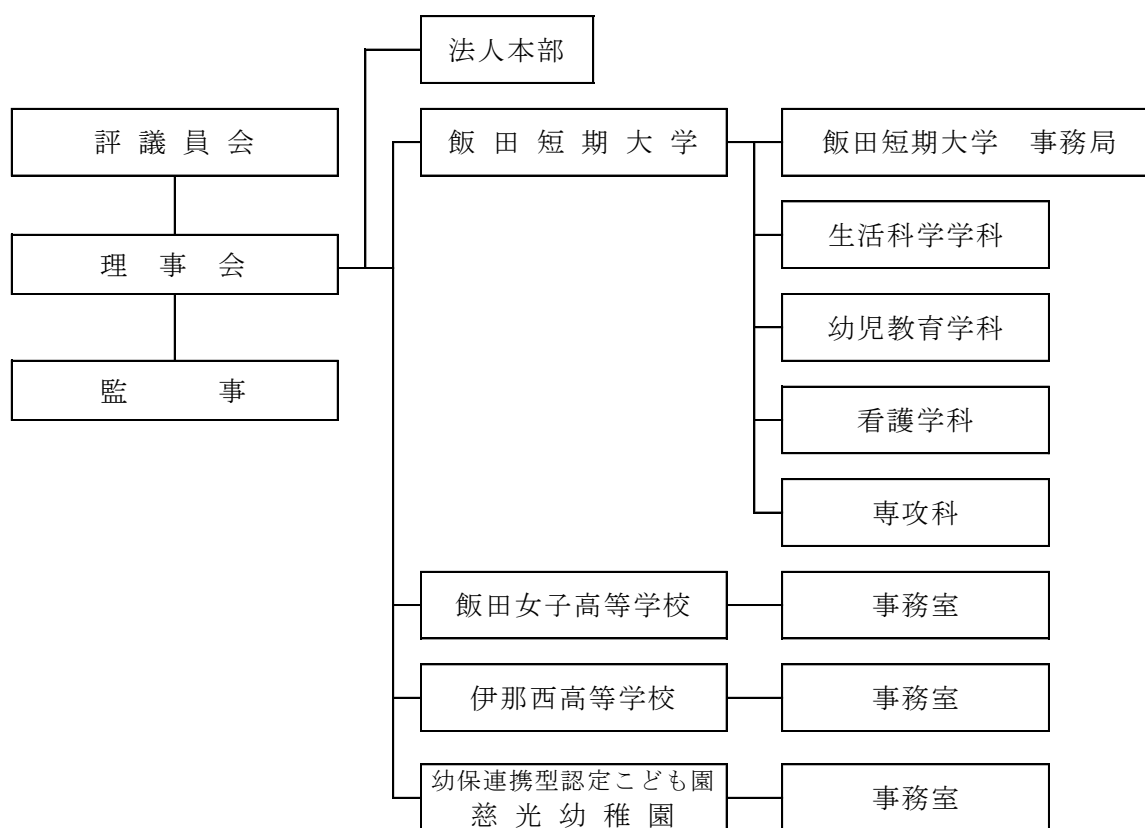 法人本部
評議員会
飯田短期大学
飯田短期大学　事務局
生活科学学科
理事会
幼児教育学科
監事
看護学科
専攻科
飯田女子高等学校
事務室
伊那西高等学校
事務室
幼保連携型認定こども園
慈光幼稚園
事務室